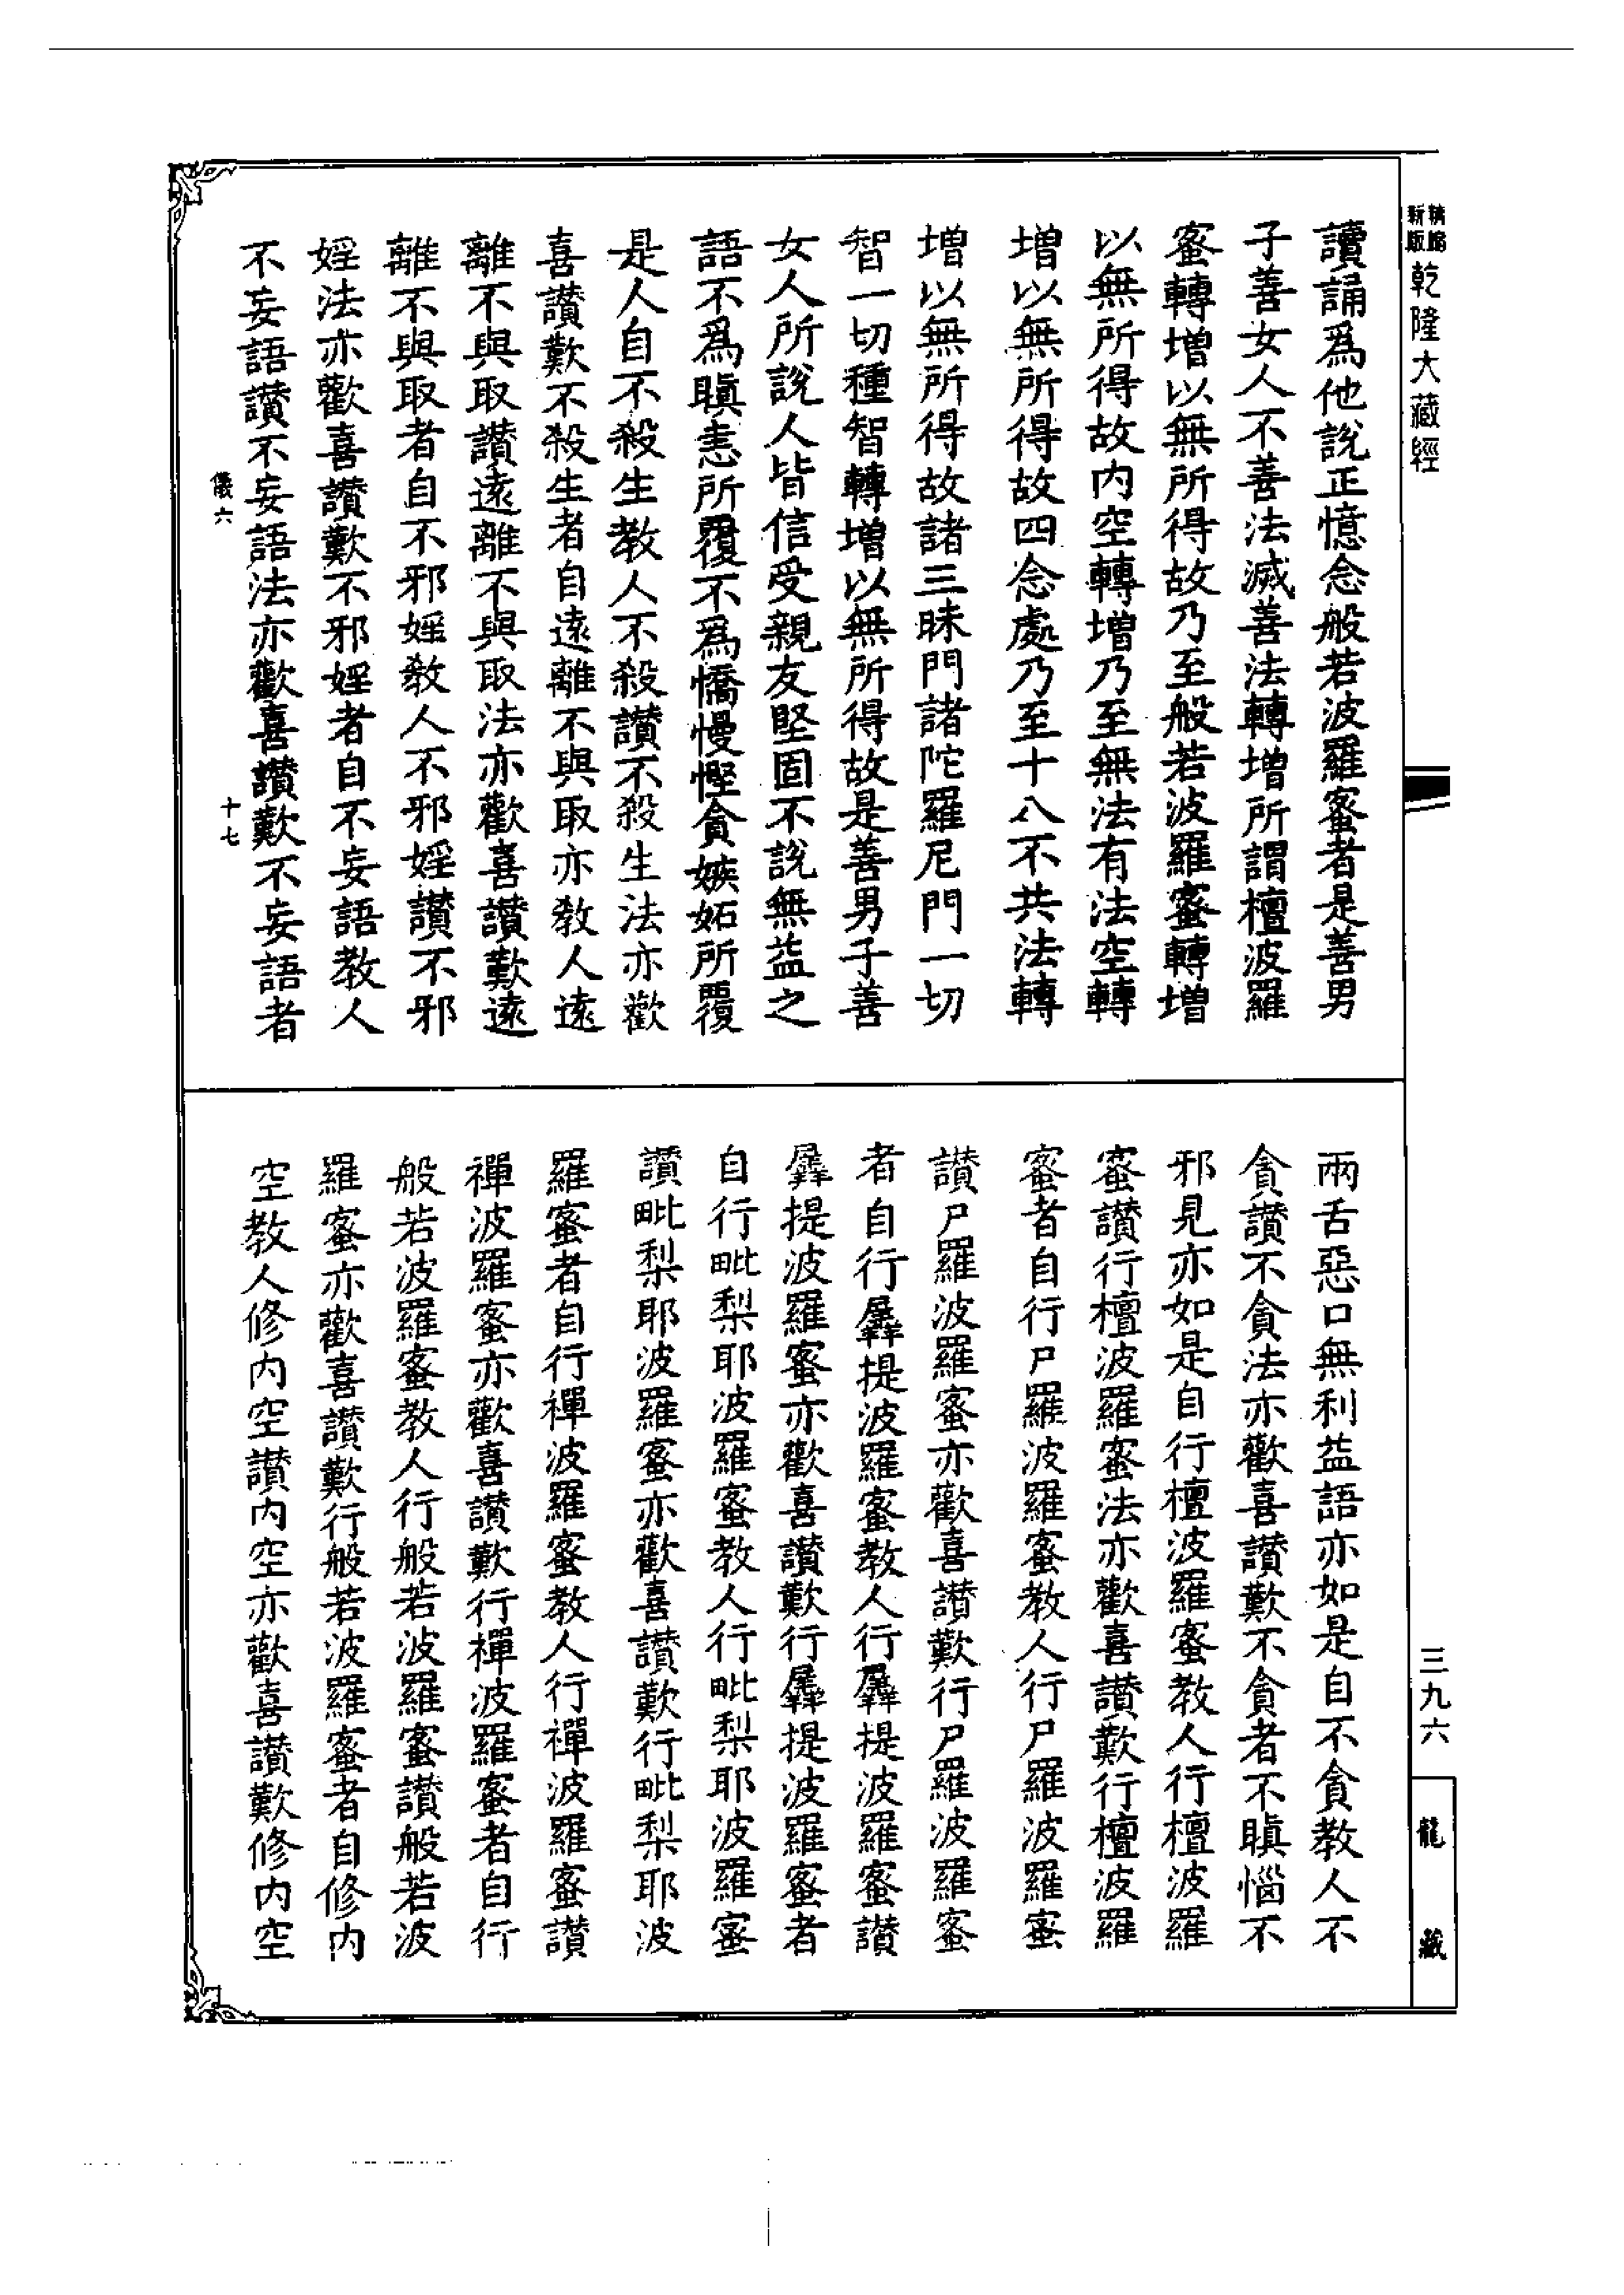 新版精縮乾隆大藏經
讀誦爲他說正憶念般若波羅蜜者是善男
子善女人不善法滅善法轉增所謂檀波羅
蜜轉增以無所得故乃至般若波羅蜜轉增
以無所得故內空轉增乃至無法有法空轉
增以無所得故四念處乃至十八不共法轉
增以無所得故諸三昧門諸陀羅尼門一切
智一切種智轉增以無所得故是善男子善
女人所說人皆信受親友堅固不說無益之
語不爲瞋恚所覆不爲憍慢慳貪嫉妬所覆
是人自不殺生教人不殺讚不殺生法亦歡
喜讚歎不殺生者自遠離不與取亦教人遠
離不與取讚遠離不與取法亦歡喜讚歎遠
離不與取者自不邪婬教人不邪婬讚不邪
婬法亦歡喜讚歎不邪婬者自不妄語教人
不妄語讚不妄語法亦歡喜讚歎不妄語者
儀六
十七
兩舌惡口無利益語亦如是自不貪教人不
貪讚不貪法亦歡喜讚歎不貪者不瞋惱不
邪見亦如是自行檀波羅蜜教人行檀波羅
蜜讚行檀波羅蜜法亦歡喜讚歎行檀波羅
蜜者自行尸羅波羅蜜教人行尸羅波羅蜜
讚尸羅波羅蜜亦歡喜讚歎行尸羅波羅蜜
者自行羼提波羅蜜教人行羼提波羅蜜讚
羼提波羅蜜亦歡喜讚歎行羼提波羅蜜者
自行毗梨耶波羅蜜教人行毗梨耶波羅蜜
讚毗梨耶波羅蜜亦歡喜讚歎行毗梨耶波
羅蜜者自行禪波羅蜜教人行禪波羅蜜讚
禪波羅蜜亦歡喜讚歎行禪波羅蜜者自行
般若波羅蜜教人行般若波羅蜜讚般若波
羅蜜亦歡喜讚歎行般若波羅蜜者自修內
空教人修內空讚內空亦歡喜讚歎修內空
三九六
龍藏